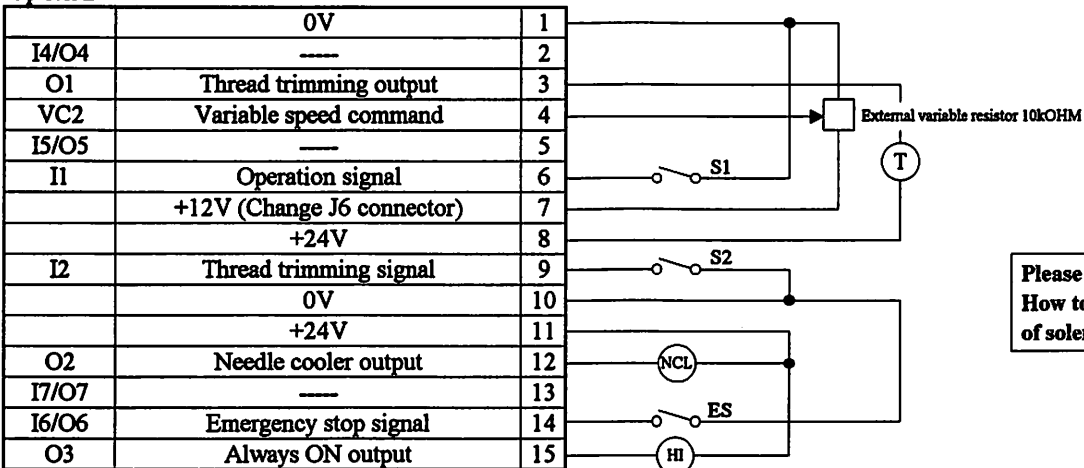 0V 1
I4/O4 ----- 2
O1 Thread trimming output 3
VC2 Variable speed command 4
External variable resistor 10kOHM
I5/O5 ----- 5
T
I1 Operation signal 6
S1
+12V (Change J6 connector) 7
+24V 8
I2 Thread trimming signal 9
S2
0V 10
+24V 11
O2 Needle cooler output 12
NCL
I7/O7 ----- 13
I6/O6 Emergency stop signal 14
ES
O3 Always ON output 15
HI
Please
How to